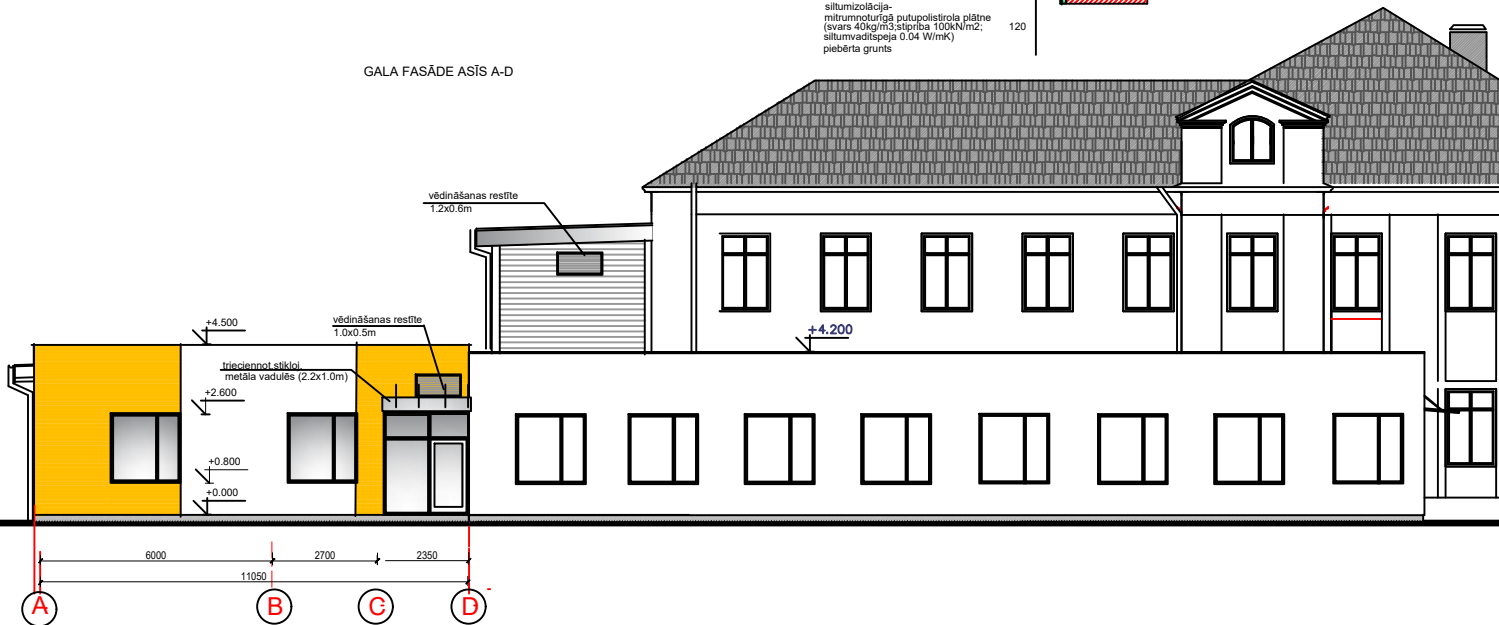 siltumizolācija-
mitrumnoturīgā putupolistirola plātne
(svars 40kg/m3;stiprība 100kN/m2; 120
siltumvaditspeja 0.04 W/mK)
piebērta grunts
GALA FASĀDE ASĪS A-D
vēdināšanas restīte
1.2x0.6m
+4.500
vēdināšanas restīte
1.0x0.5m
+4.200
trieciennot.stikloj.
metāla vadulēs (2.2x1.0m)
+2.600
+0.800
+0.000
6000 2700 2350
11050
A B C D